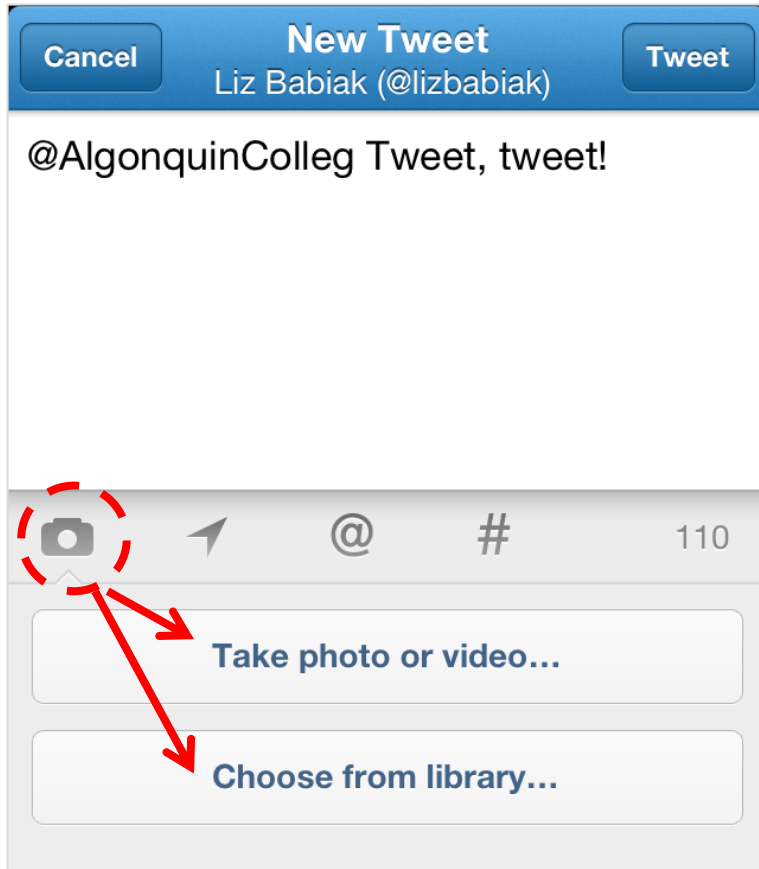 Cancel
New Tweet
Tweet
Liz Babiak (@lizbabiak)
@AlgonquinColleg Tweet, tweet!
@ # 110
Take photo or video...
Choose from library...